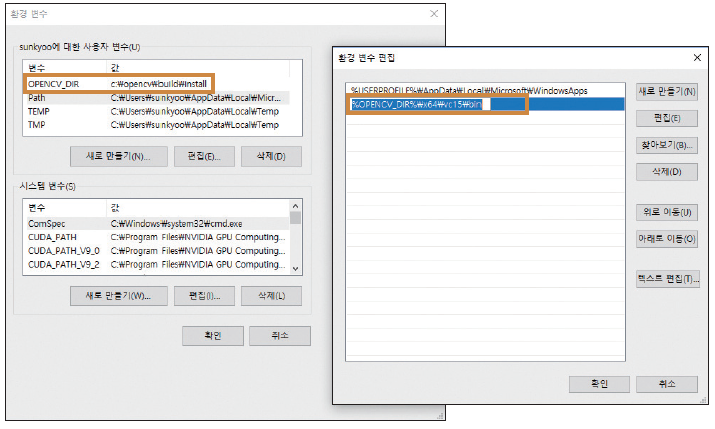 환경 변수
sunkyoo에 대한 사용자 변수(U)
변수 값
OPENCV_DIR c:₩opencv₩build₩install
Path C:₩Users₩sunkyoo₩AppData₩Local₩Micr...
TEMP C:₩Users₩sunkyoo₩AppData₩Local₩Temp
TMP C:₩Users₩sunkyoo₩AppData₩Local₩Temp
새로 만들기(N)... 편집(E)... 삭제(D)
시스템 변수(S)
변수 값
ComSpec C:₩Windows₩system32₩cmd.exe
CUDA_PATH C:₩Program Files₩NVIDIA GPU Computing...
CUDA_PATH_V9_0 C:₩Program Files₩NVIDIA GPU Computing...
CUDA_PATH_V9_2 C:₩Program Files₩NVIDIA GPU Computing...
새로 만들기(W)... 편집(I)... 삭제(L)
확인 취소
환경 변수 편집
%USERPROFILE%₩AppData₩Local₩Microsoft₩WindowsApps
%OPENCV_DIR%₩x64₩vc15₩bin
새로 만들기(N)
편집(E)
찾아보기(B)...
삭제(D)
위로 이동(U)
아래로 이동(O)
텍스트 편집(T)...
확인 취소